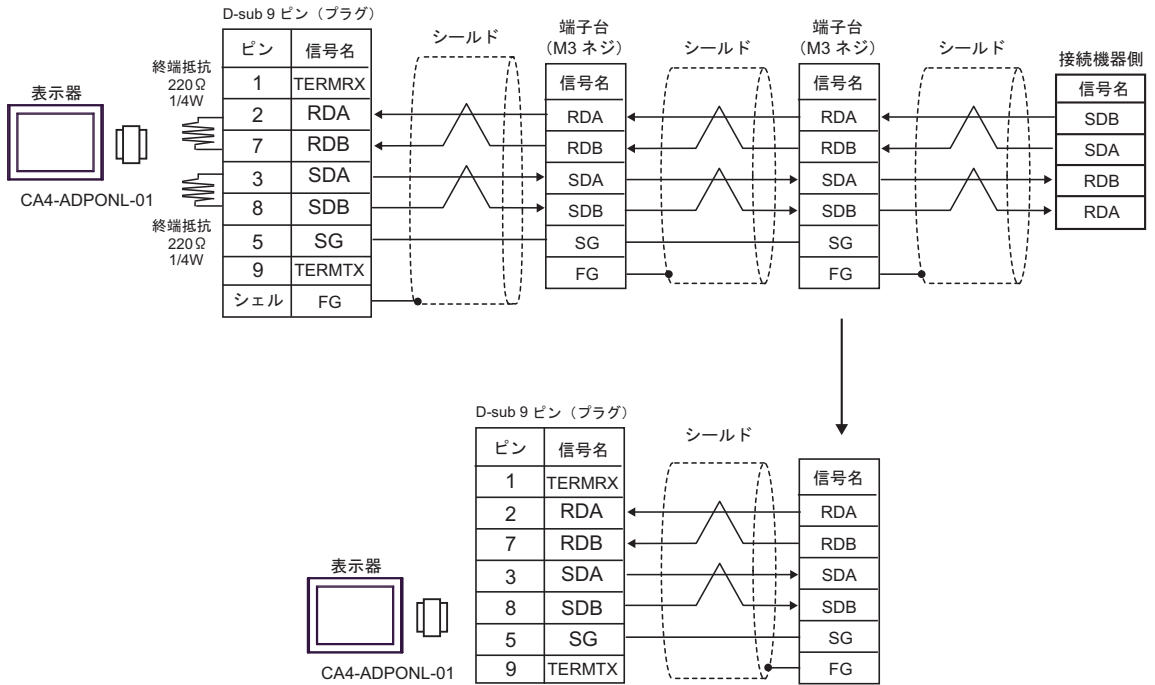 D-sub 9 ピン（プラグ）
ピン 信号名
1 TERMRX
2 RDA
7 RDB
3 SDA
8 SDB
5 SG
9 TERMTX
シェル FG
終端抵抗
220Ω
1/4W
終端抵抗
220Ω
1/4W
表示器
CA4-ADPONL-01
シールド
端子台
(M3 ネジ)
信号名
RDA
RDB
SDA
SDB
SG
FG
シールド
端子台
(M3 ネジ)
信号名
RDA
RDB
SDA
SDB
SG
FG
シールド
接続機器側
信号名
SDB
SDA
RDB
RDA
D-sub 9 ピン（プラグ）
ピン 信号名
1 TERMRX
2 RDA
7 RDB
3 SDA
8 SDB
5 SG
9 TERMTX
表示器
CA4-ADPONL-01
シールド
信号名
RDA
RDB
SDA
SDB
SG
FG